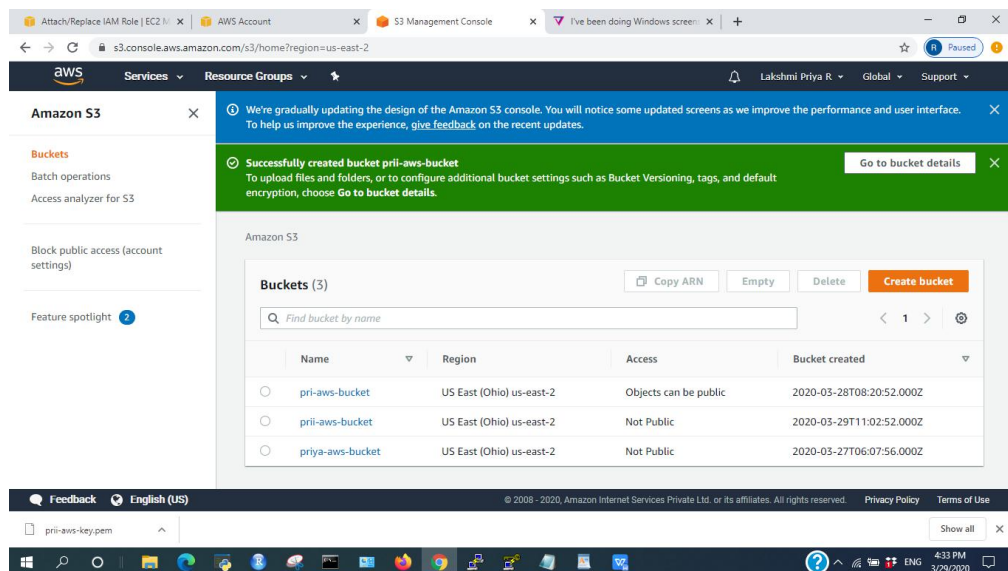 Attach/Replace IAM Role | EC2 M
AWS Account
S3 Management Console
I've been doing Windows screen
s3.console.aws.amazon.com/s3/home?region=us-east-2
R Paused
aws Services Resource Groups Lakshmi Priya R Global Support
Amazon S3
Buckets
Batch operations
Access analyzer for S3
Block public access (account
settings)
Feature spotlight 2
We're gradually updating the design of the Amazon S3 console. You will notice some updated screens as we improve the performance and user interface.
To help us improve the experience, give feedback on the recent updates.
Successfully created bucket prii-aws-bucket
To upload files and folders, or to configure additional bucket settings such as Bucket Versioning, tags, and default
encryption, choose Go to bucket details.
Go to bucket details
Amazon S3
Buckets (3)
Copy ARN Empty Delete Create bucket
Find bucket by name
1
Name Region Access Bucket created
pri-aws-bucket US East (Ohio) us-east-2 Objects can be public 2020-03-28T08:20:52.000Z
prii-aws-bucket US East (Ohio) us-east-2 Not Public 2020-03-29T11:02:52.000Z
priya-aws-bucket US East (Ohio) us-east-2 Not Public 2020-03-27T06:07:56.000Z
Feedback English (US) © 2008 - 2020, Amazon Internet Services Private Ltd. or its affiliates. All rights reserved. Privacy Policy Terms of Use
prii-aws-key.pem Show all
ENG 4:33 PM
3/29/2020